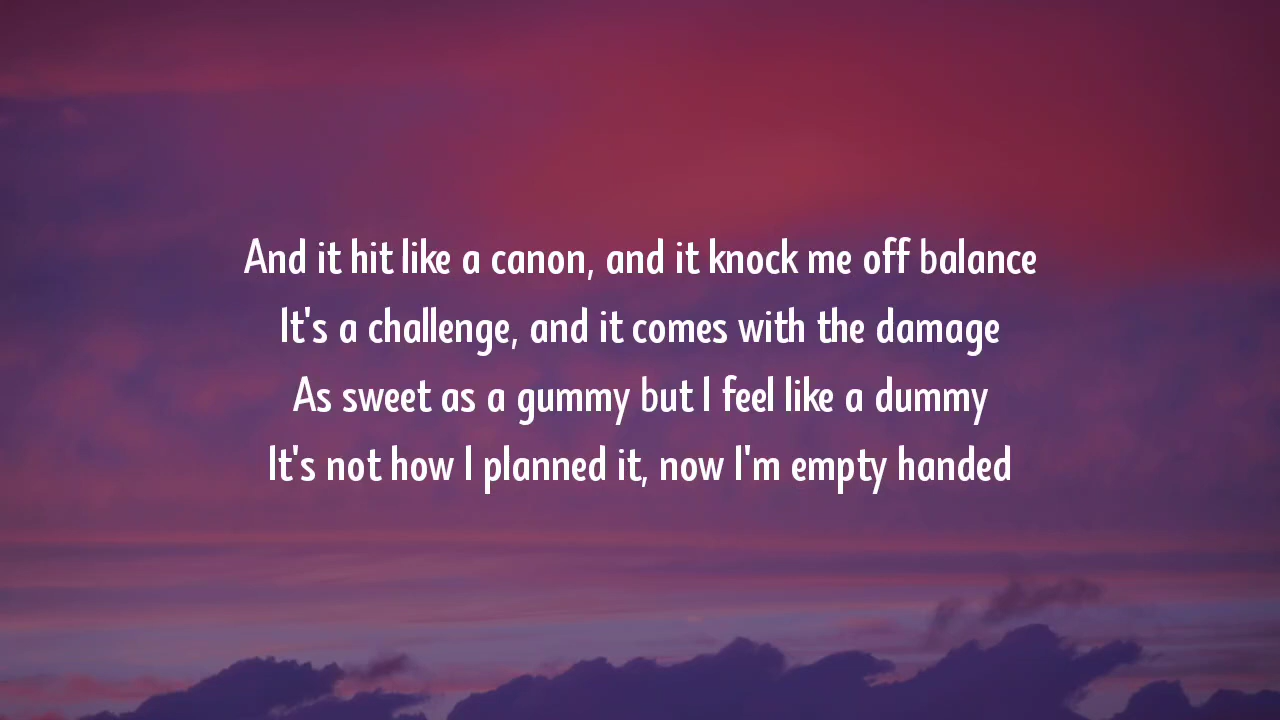 And it hit like a canon, and it knock me off balance
It's a challenge, and it comes with the damage
As sweet as a gummy but I feel like a dummy
It's not how I planned it, now I'm empty handed